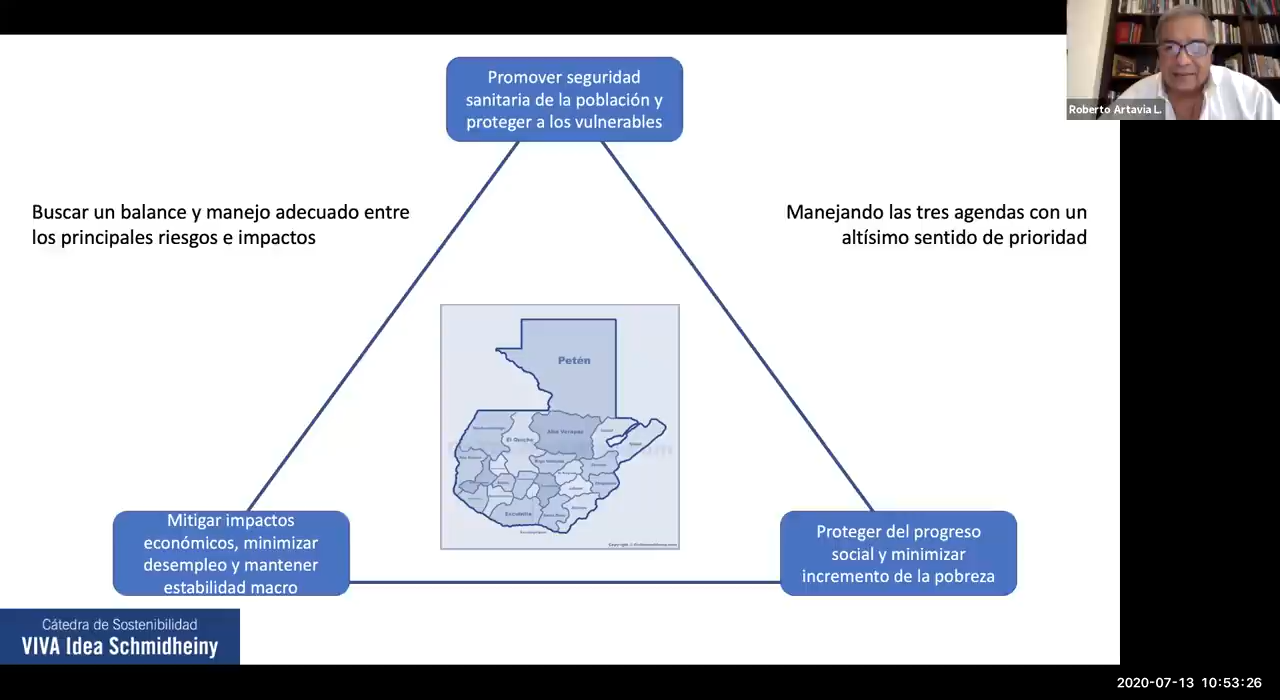 Promover seguridad
sanitaria de la población y
proteger a los vulnerables
Roberto Artavia L.
Buscar un balance y manejo adecuado entre
los principales riesgos e impactos
Manejando las tres agendas con un
altísimo sentido de prioridad
Petén
Alta Verapaz
El Quiché
Escuintla
Mitigar impactos
económicos, minimizar
desempleo y mantener
estabilidad macro
Proteger del progreso
social y minimizar
incremento de la pobreza
Cátedra de Sostenibilidad
VIVA Idea Schmidheiny
2020-07-13 10:53:26